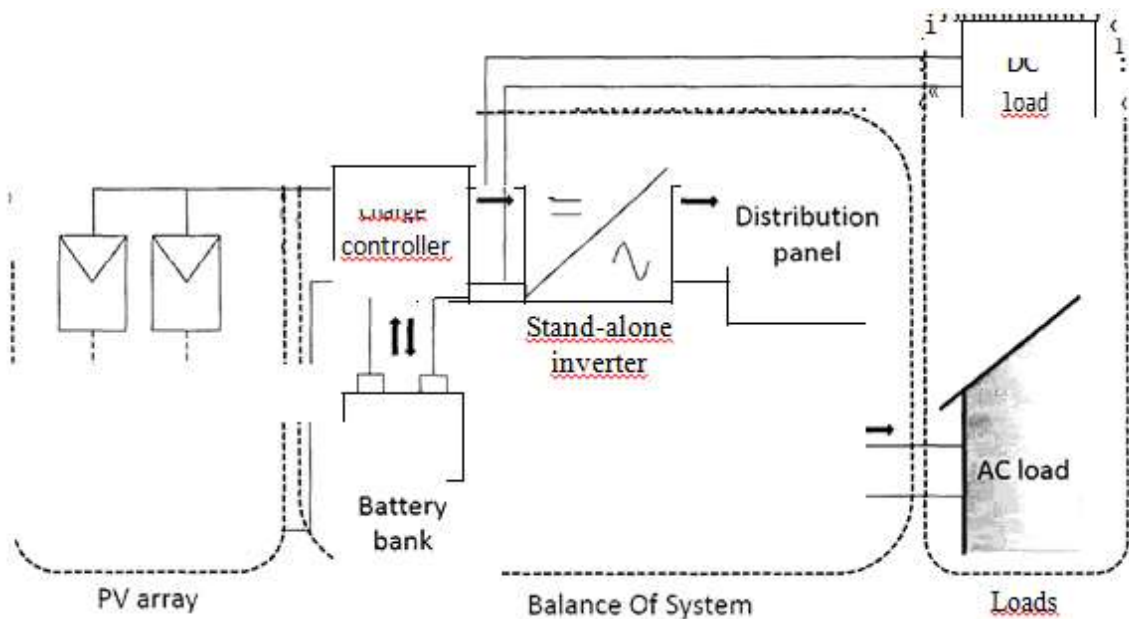 DC
load
controller
Distribution
panel
Stand-alone
inverter
AC load
Battery
bank
PV array
Balance Of System
Loads